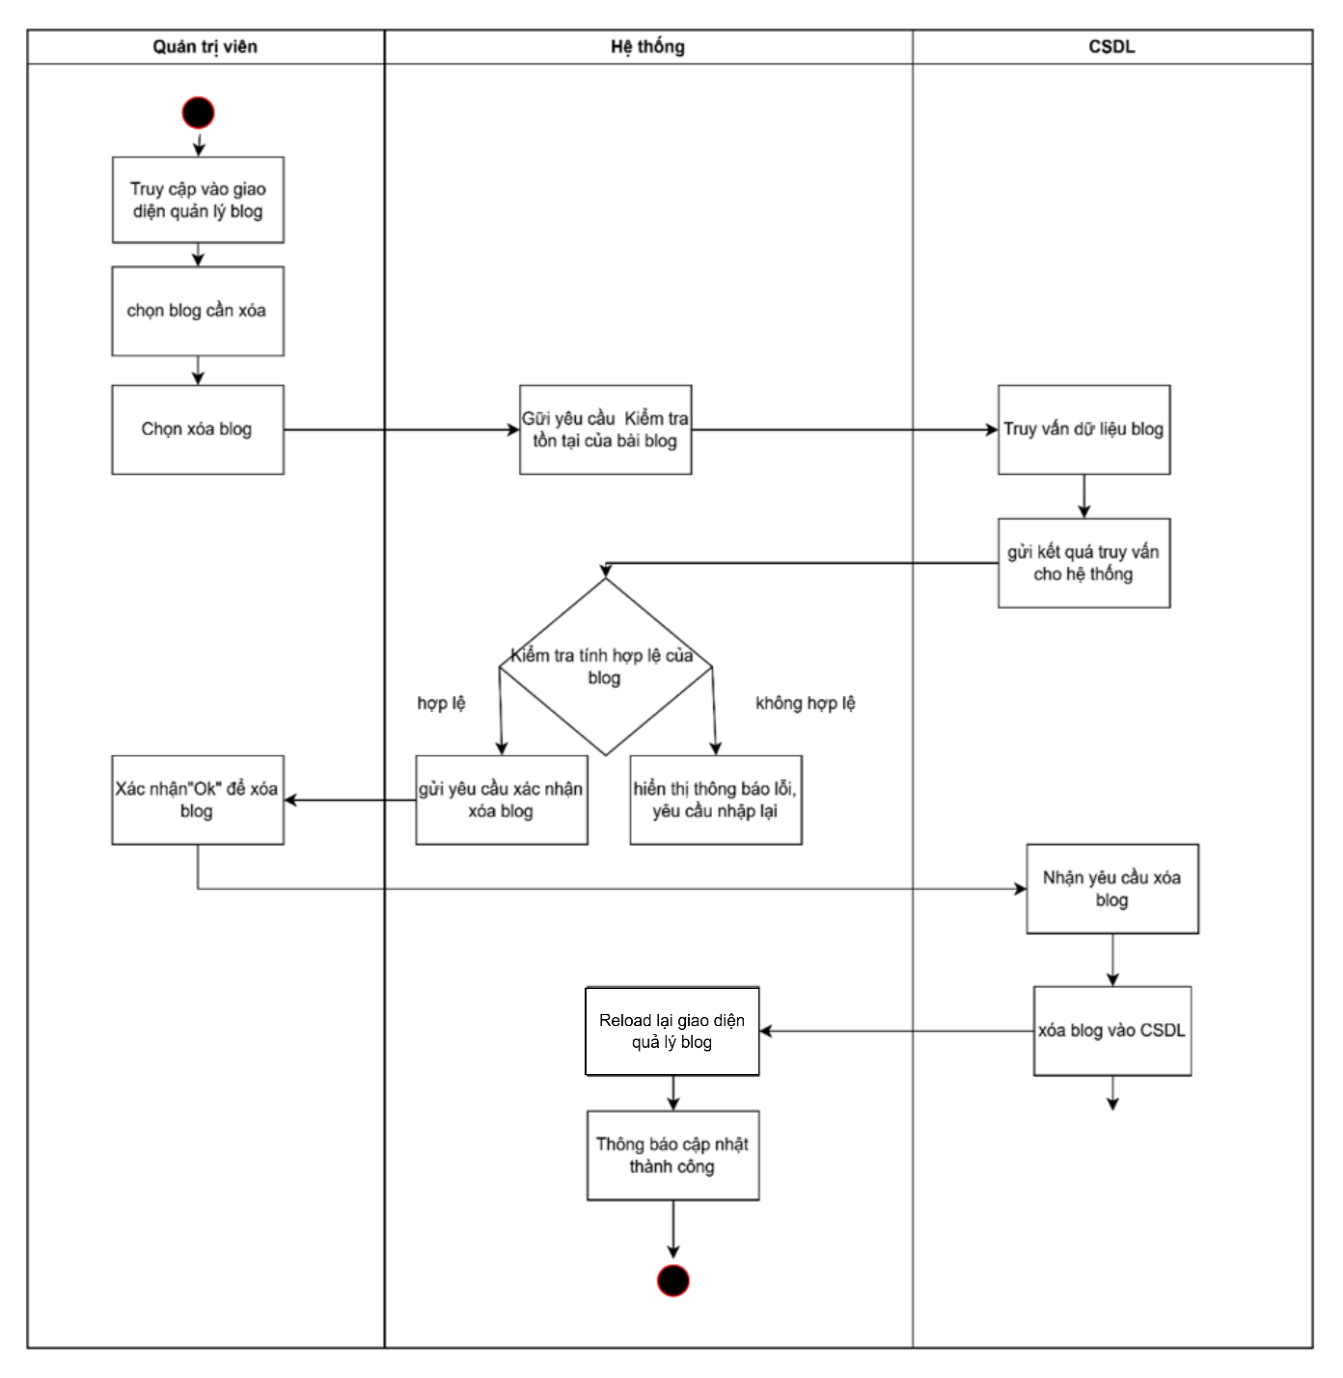 Quản trị viên
Hệ thống
CSDL
Truy cập vào giao
diện quản lý blog
chọn blog cần xóa
Chọn xóa blog
Gữi yêu cầu Kiểm tra
tồn tại của bài blog
Truy vấn dữ liệu blog
gửi kết quả truy vấn
cho hệ thống
Kiểm tra tính hợp lệ của
blog
hợp lệ
không hợp lệ
Xác nhận"Ok" để xóa
blog
gửi yêu cầu xác nhận
xóa blog
hiển thị thông báo lỗi,
yêu cầu nhập lại
Nhận yêu cầu xóa
blog
Reload lại giao diện
quả lý blog
xóa blog vào CSDL
Thông báo cập nhật
thành công